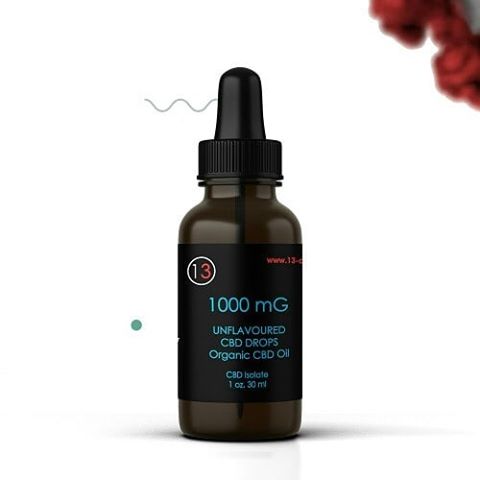 13
www.13-
1000 mG
UNFLAVOURED
CBD DROPS
Organic CBD Oil
CBD Isolate
1 oz. 30 ml